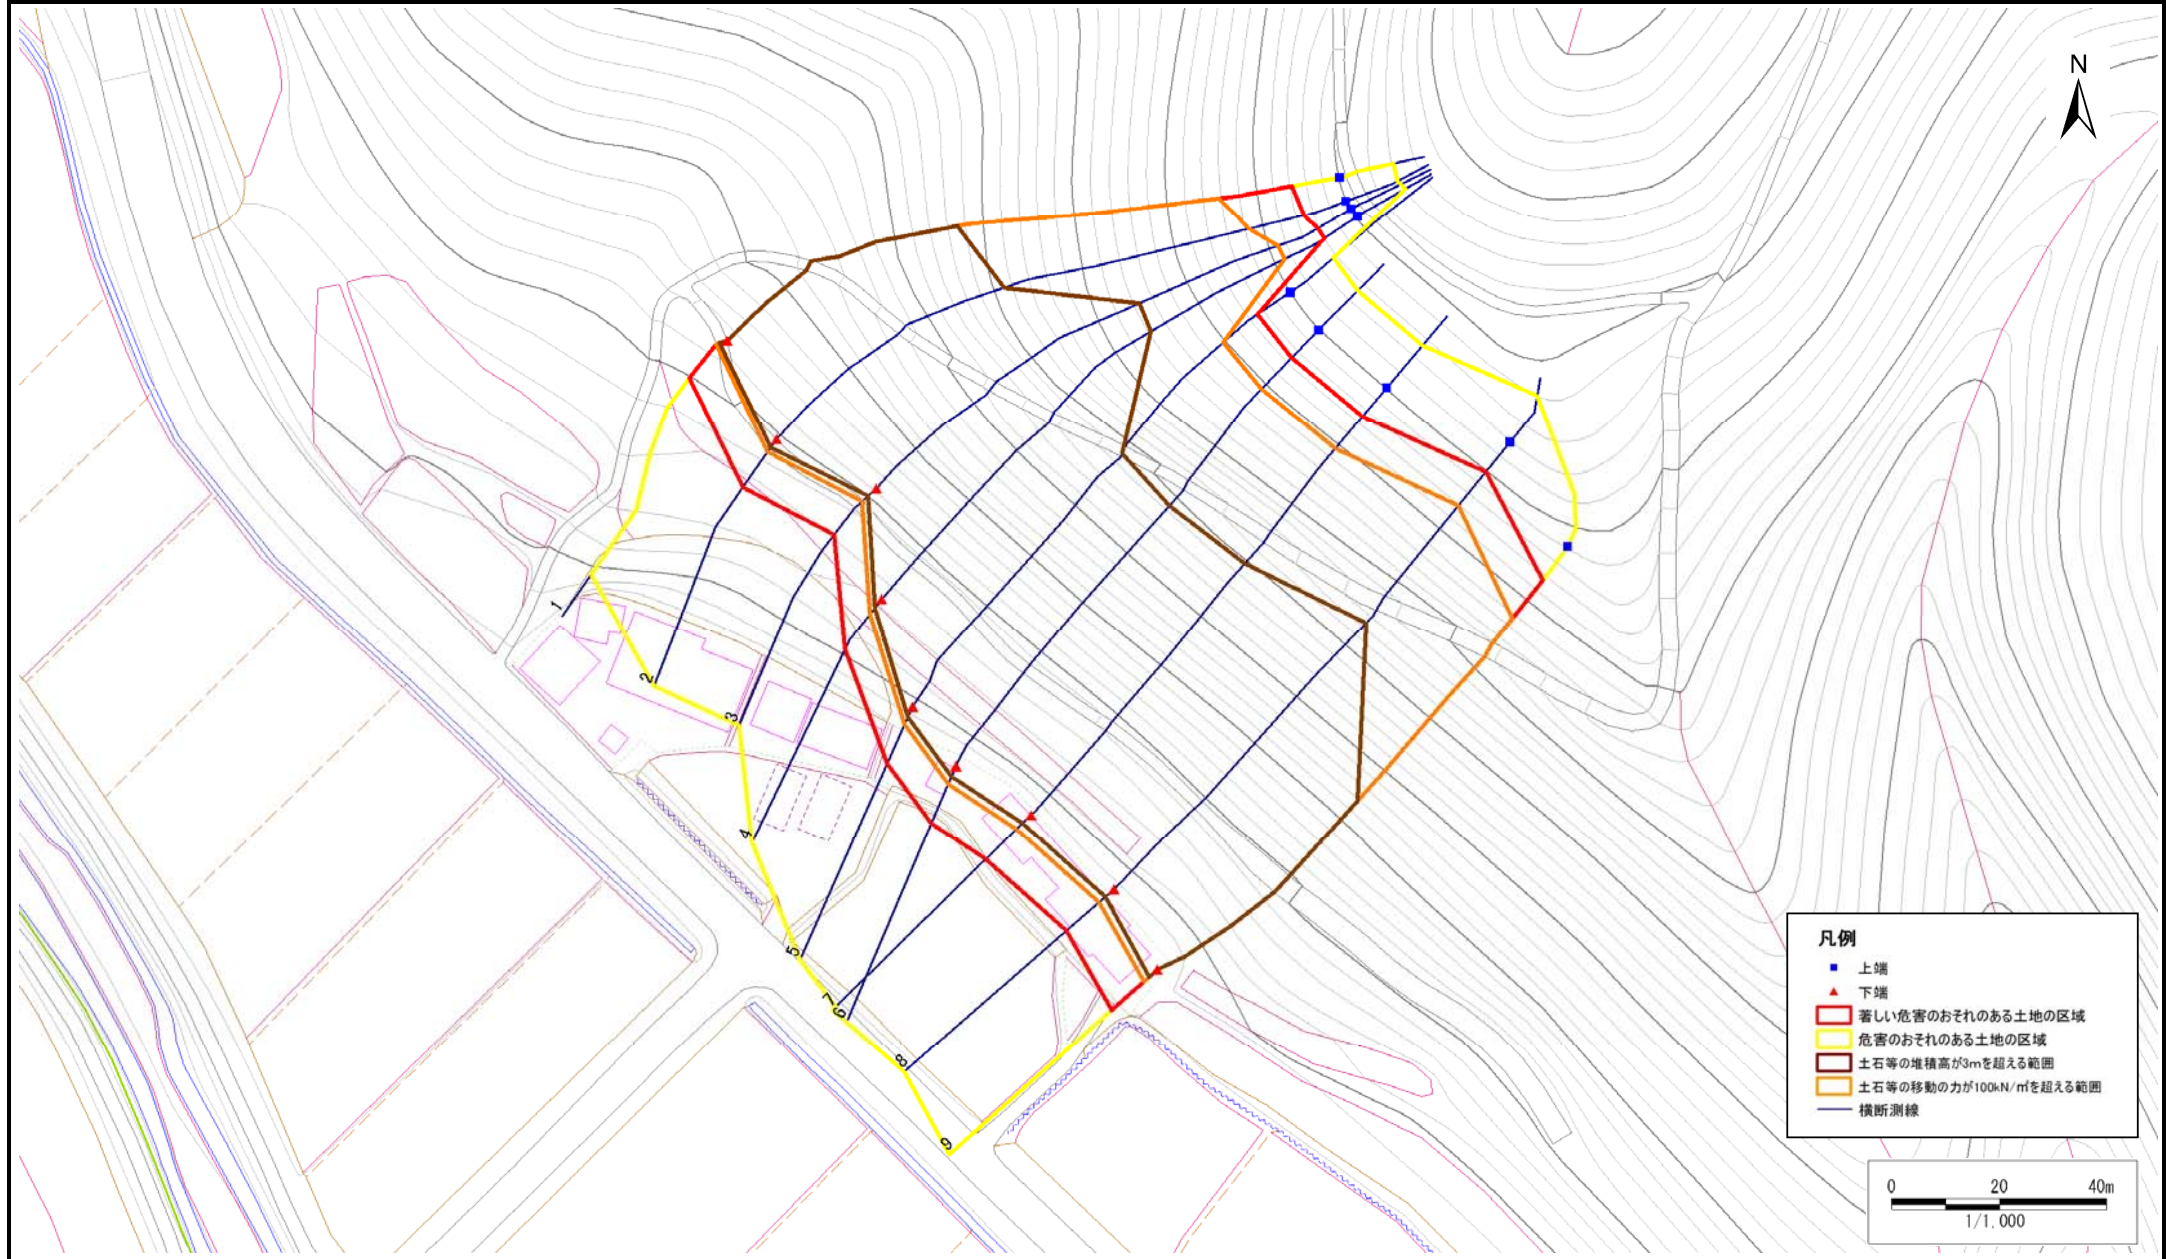 N
1
2
3
4
5
7
6
8
9
凡例
上端
下端
著しい危害のおそれのある土地の区域
危害のおそれのある土地の区域
土石等の堆積高が3mを超える範囲
土石等の移動の力が100kN/㎡を超える範囲
横断測線
0 20 40m
1/1,000